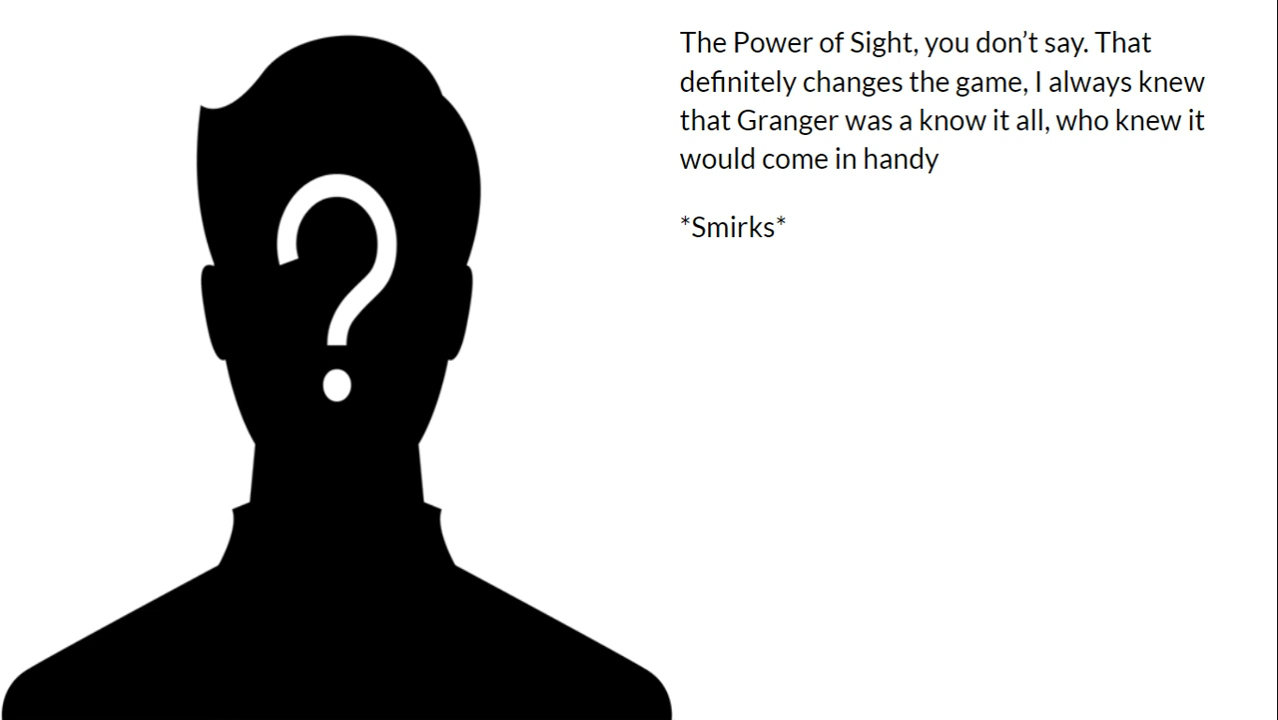 The Power of Sight, you don’t say. That
definitely changes the game, I always knew
that Granger was a know it all, who knew it
would come in handy
*Smirks*
?